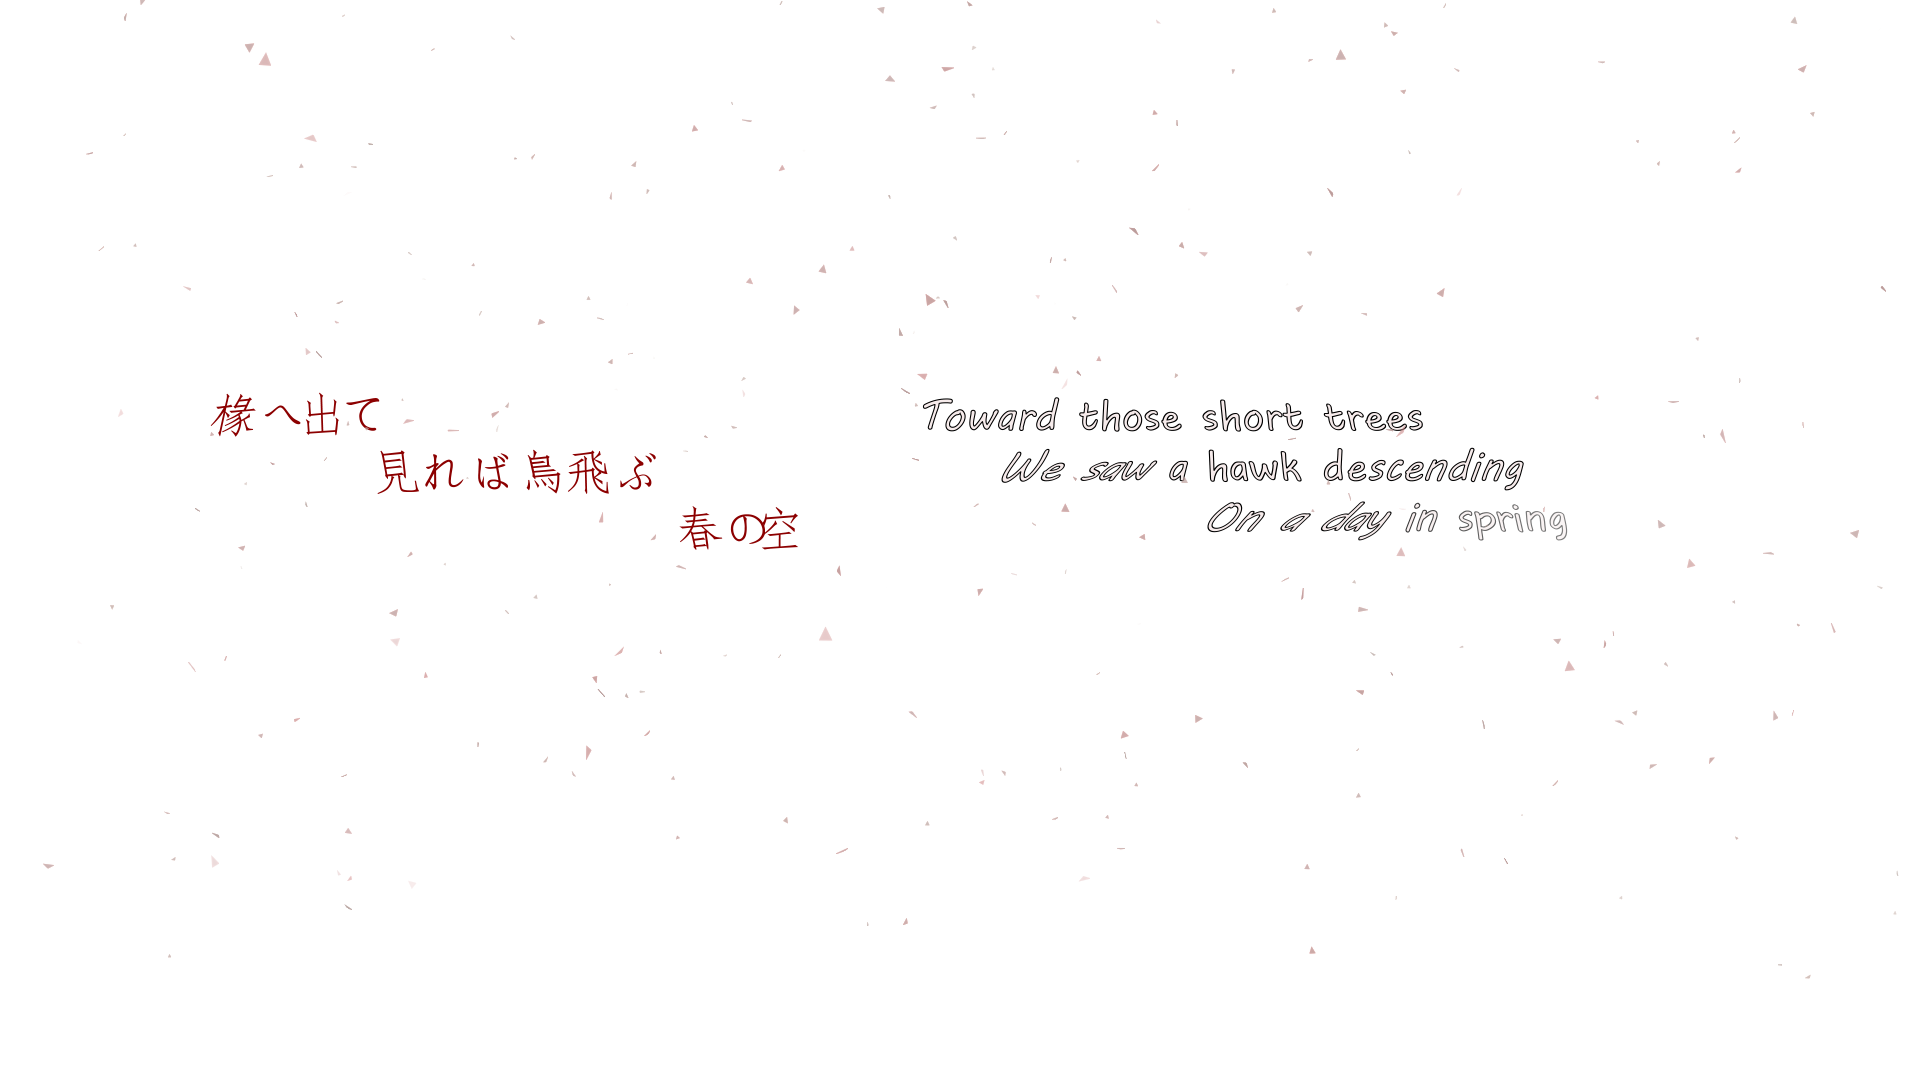 椽へ出て
見れば鳥飛ぶ
春の空
Toward those short trees
We saw a hawk descending
On a day in spring